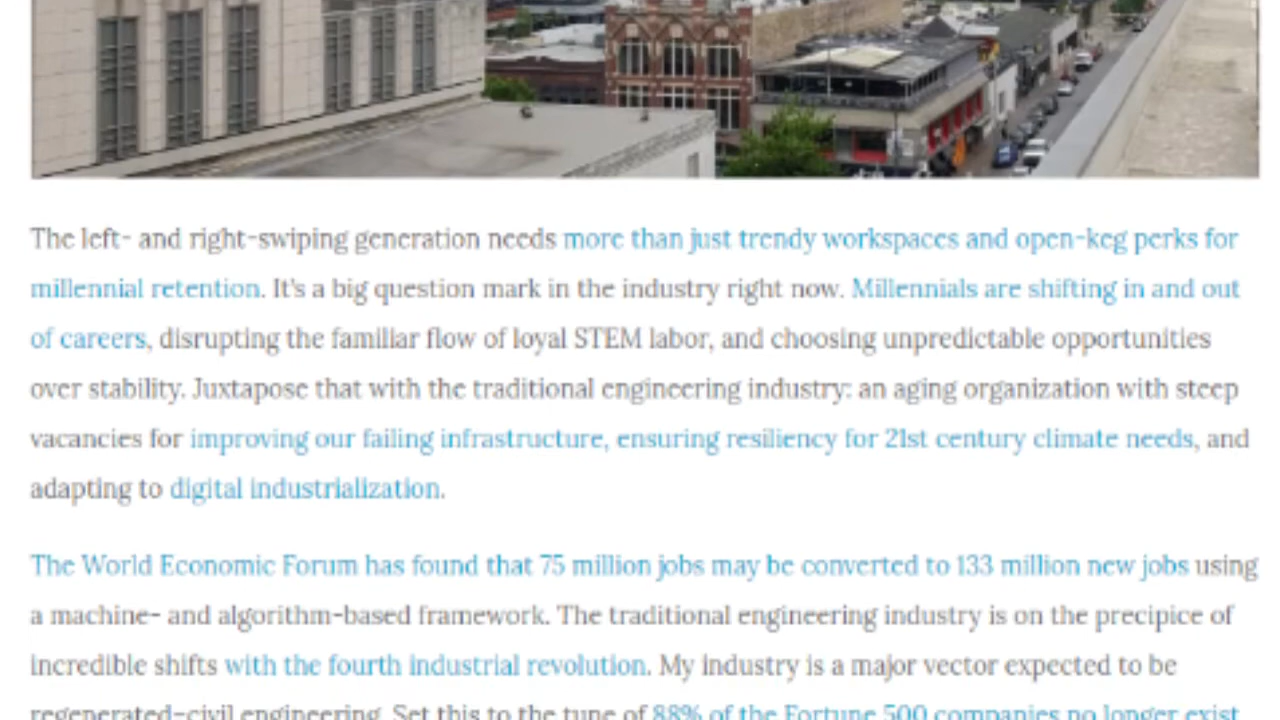 The left- and right-swiping generation needs more than just trendy workspaces and open-keg perks for
millennial retention. It's a big question mark in the industry right now. Millennials are shifting in and out
of careers, disrupting the familiar flow of loyal STEM labor, and choosing unpredictable opportunities
over stability. Juxtapose that with the traditional engineering industry: an aging organization with steep
vacancies for improving our failing infrastructure, ensuring resiliency for 21st century climate needs, and
adapting to digital industrialization.
The World Economic Forum has found that 75 million jobs may be converted to 133 million new jobs using
a machine- and algorithm-based framework. The traditional engineering industry is on the precipice of
incredible shifts with the fourth industrial revolution. My industry is a major vector expected to be
regenerated–civil engineering. Set this to the tune of 88% of the Fortune 500 companies no longer exist